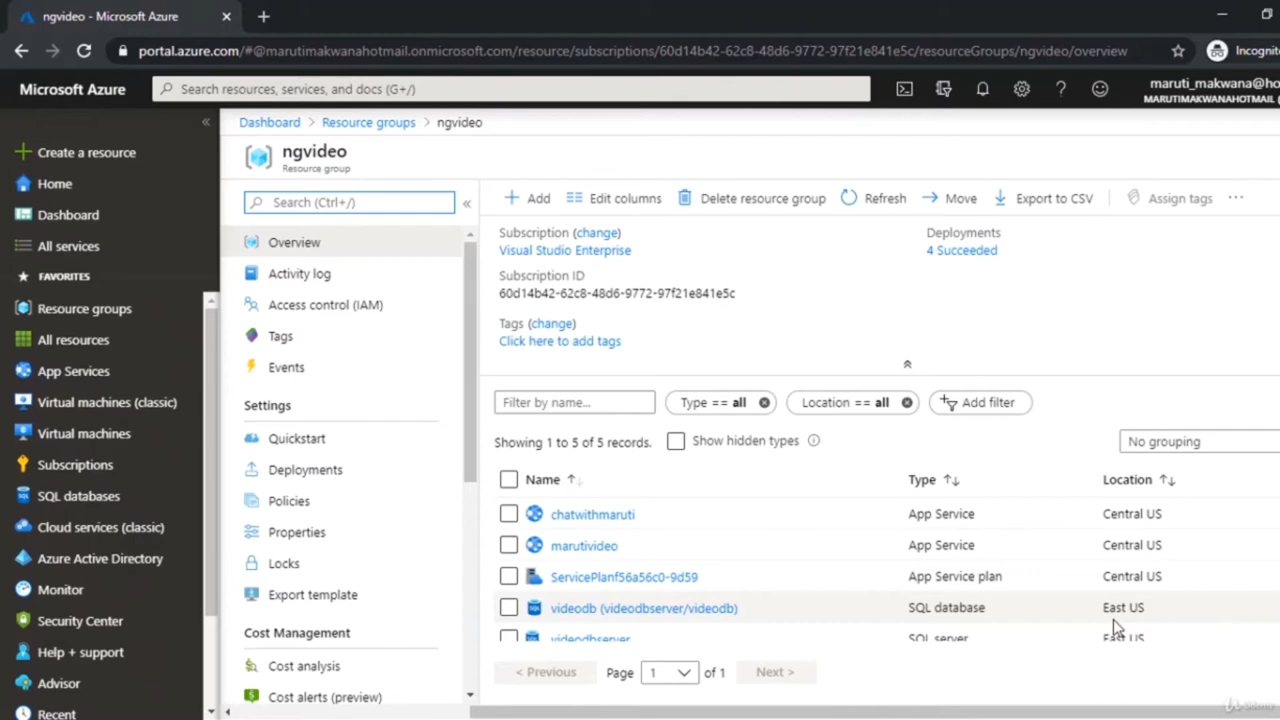 ngvideo - Microsoft Azure
portal.azure.com/#@marutimakwanahotmail.onmicrosoft.com/resource/subscriptions/60d14b42-62c8-48d6-9772-97f21e841e5c/resourceGroups/ngvideo/overview
Incognito
Microsoft Azure
Search resources, services, and docs (G+/)
maruti_makwana@ho
MARUTIMAKWANAHOTMAIL
Create a resource
Home
Dashboard
All services
FAVORITES
Resource groups
All resources
App Services
Virtual machines (classic)
Virtual machines
Subscriptions
SQL databases
Cloud services (classic)
Azure Active Directory
Monitor
Security Center
Help + support
Advisor
Recent
Dashboard > Resource groups > ngvideo
ngvideo
Resource group
Search (Ctrl+/)
Overview
Activity log
Access control (IAM)
Tags
Events
Settings
Quickstart
Deployments
Policies
Properties
Locks
Export template
Cost Management
Cost analysis
Cost alerts (preview)
Add Edit columns Delete resource group Refresh Move Export to CSV Assign tags ...
Subscription (change)
Visual Studio Enterprise
Deployments
4 Succeeded
Subscription ID
60d14b42-62c8-48d6-9772-97f21e841e5c
Tags (change)
Click here to add tags
Filter by name...
Type == all
Location == all
Add filter
Showing 1 to 5 of 5 records.
Show hidden types
No grouping
Name Type Location
chatwithmaruti App Service Central US
marutivideo App Service Central US
ServicePlanf56a56c0-9d59 App Service plan Central US
videodb (videodbserver/videodb) SQL database East US
videodbserver SQL server East US
< Previous Page 1 of 1 Next >
Udemy